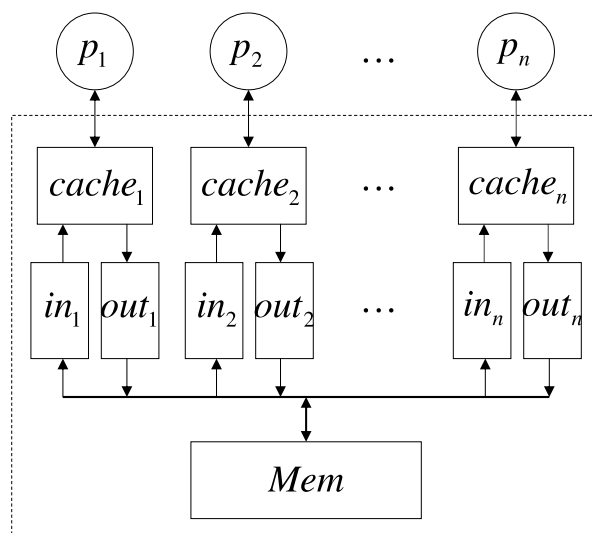 p₁ p₂ … pₙ
cache₁ cache₂ … cacheₙ
in₁ out₁ in₂ out₂ … inₙ outₙ
Mem